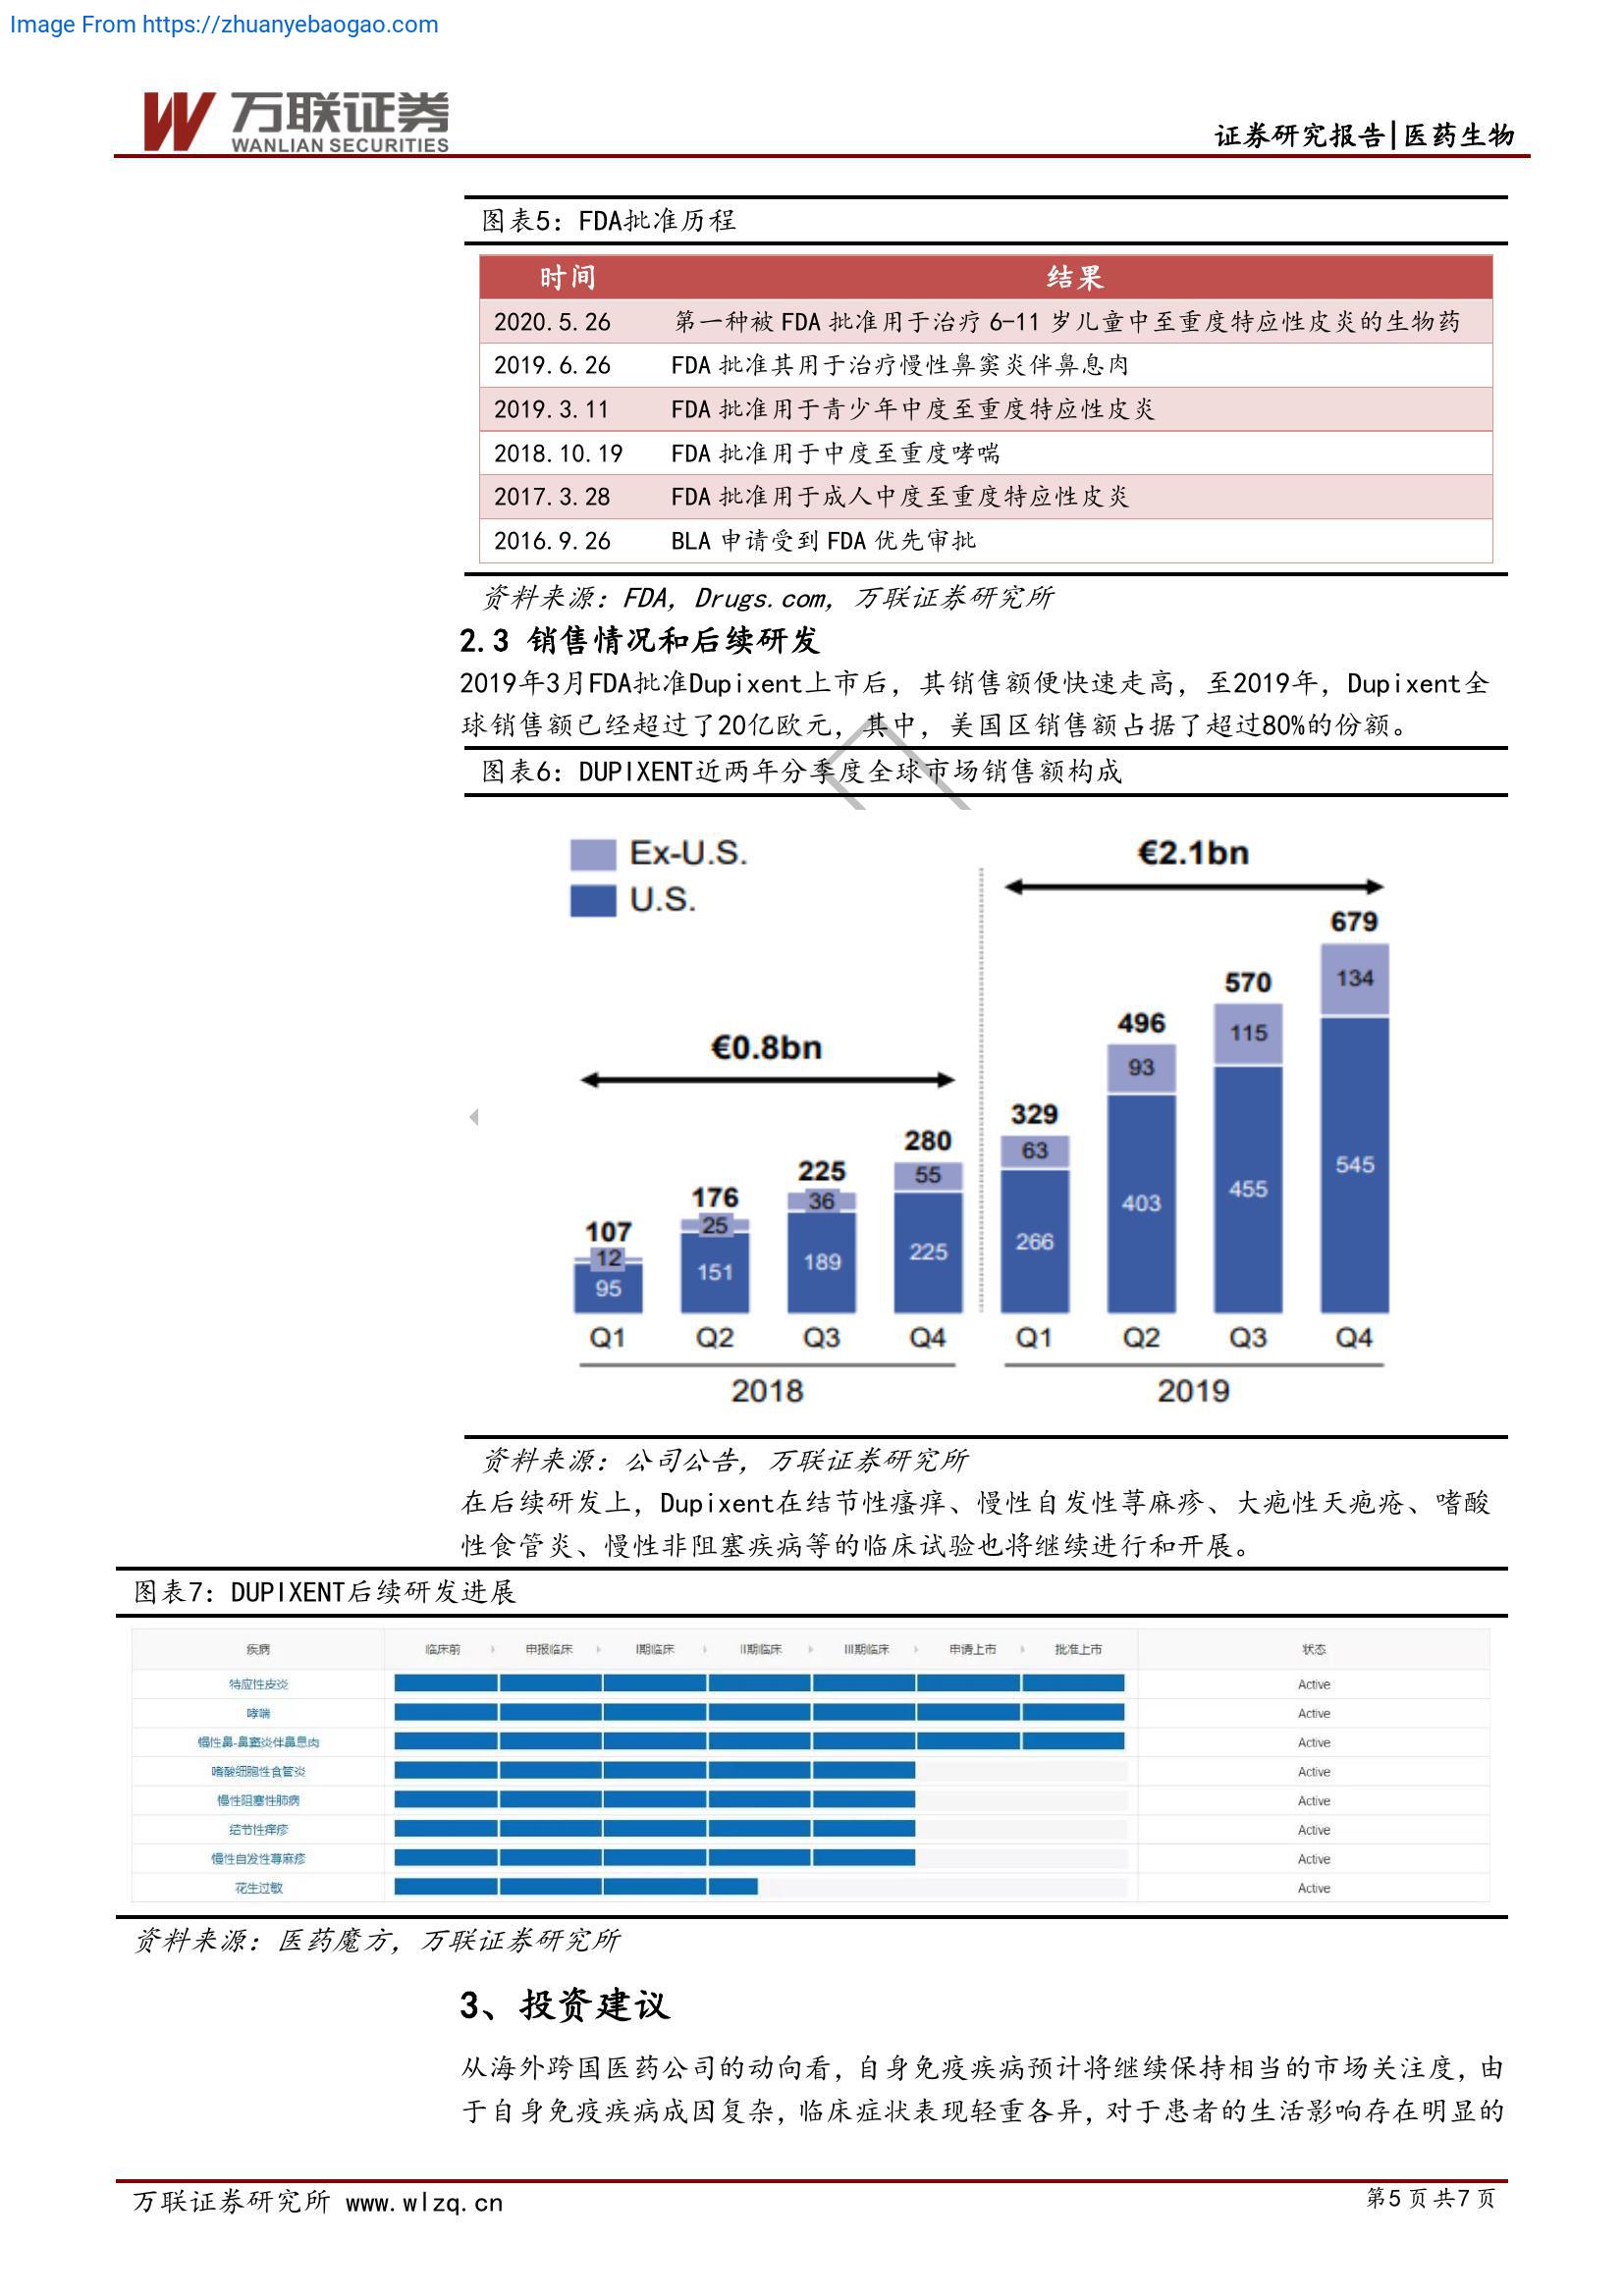 Image From https://zhuanyebaogao.com
万联证券
WANLIAN SECURITIES
证券研究报告|医药生物
图表5：FDA批准历程
时间 结果
2020.5.26 第一种被 FDA 批准用于治疗 6-11 岁儿童中至重度特应性皮炎的生物药
2019.6.26 FDA 批准其用于治疗慢性鼻窦炎伴鼻息肉
2019.3.11 FDA 批准用于青少年中度至重度特应性皮炎
2018.10.19 FDA 批准用于中度至重度哮喘
2017.3.28 FDA 批准用于成人中度至重度特应性皮炎
2016.9.26 BLA 申请受到 FDA 优先审批
资料来源：FDA，Drugs.com，万联证券研究所
2.3 销售情况和后续研发
2019年3月FDA批准Dupixent上市后，其销售额便快速走高，至2019年，Dupixent全
球销售额已经超过了20亿欧元，其中，美国区销售额占据了超过80%的份额。
图表6：DUPIXENT近两年分季度全球市场销售额构成
Ex-U.S.
U.S.
€2.1bn
€0.8bn
107 176 225 280 329 496 570 679
12 25 36 55 63 93 115 134
95 151 189 225 266 403 455 545
Q1 Q2 Q3 Q4 Q1 Q2 Q3 Q4
2018 2019
资料来源：公司公告，万联证券研究所
在后续研发上，Dupixent在结节性瘙痒、慢性自发性荨麻疹、大疱性天疱疮、嗜酸
性食管炎、慢性非阻塞疾病等的临床试验也将继续进行和开展。
图表7：DUPIXENT后续研发进展
疾病 临床前 申报临床 I期临床 II期临床 III期临床 申请上市 批准上市 状态
特应性皮炎 Active
哮喘 Active
慢性鼻-鼻窦炎伴鼻息肉 Active
嗜酸细胞性食管炎 Active
慢性阻塞性肺病 Active
结节性痒疹 Active
慢性自发性荨麻疹 Active
花生过敏 Active
资料来源：医药魔方，万联证券研究所
3、投资建议
从海外跨国医药公司的动向看，自身免疫疾病预计将继续保持相当的市场关注度，由
于自身免疫疾病成因复杂，临床症状表现轻重各异，对于患者的生活影响存在明显的
万联证券研究所 www.wlzq.cn
第5页共7页